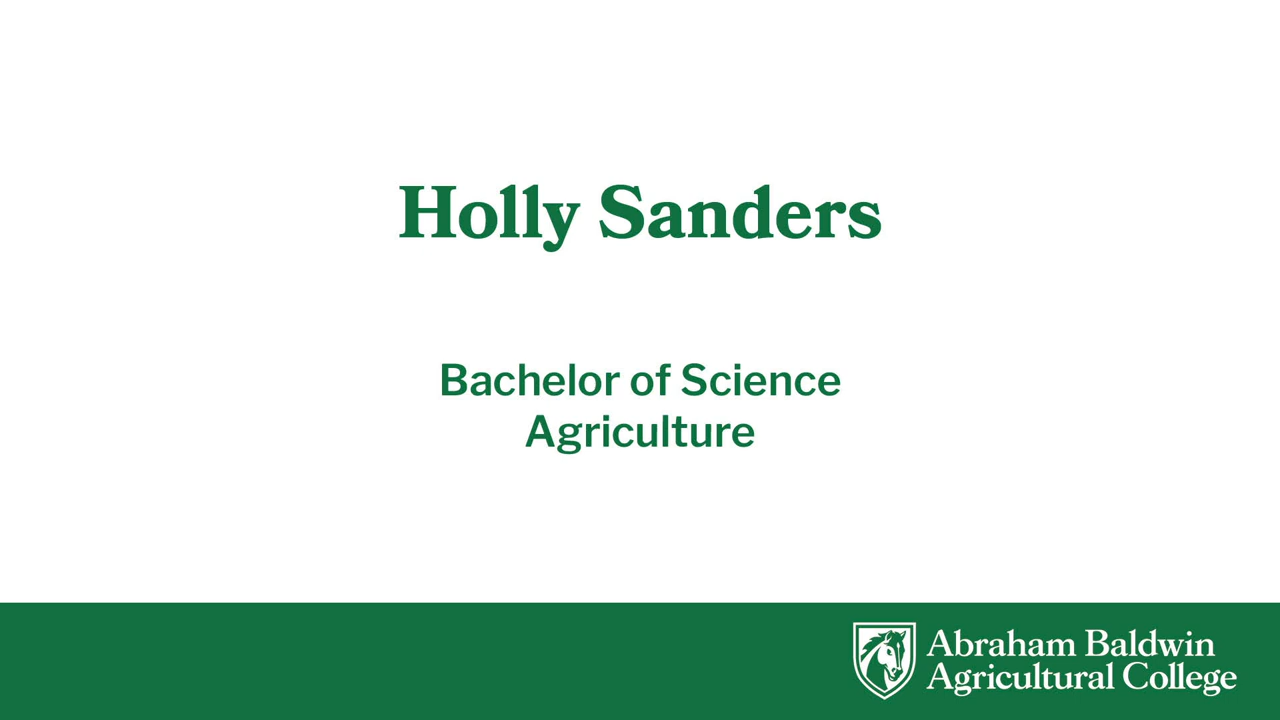 Holly Sanders
Bachelor of Science
Agriculture
Abraham Baldwin
Agricultural College